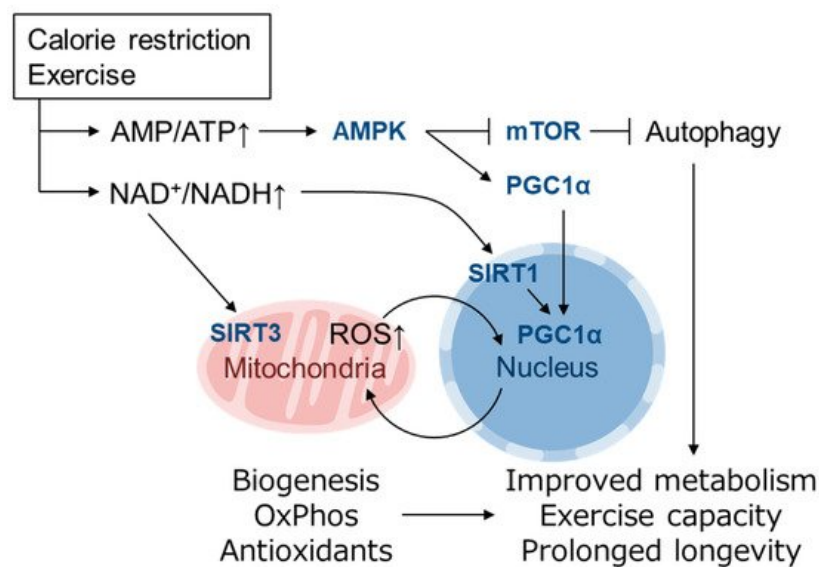 Calorie restriction
Exercise
AMP/ATP↑
AMPK
mTOR
Autophagy
PGC1α
NAD⁺/NADH↑
SIRT1
SIRT3
ROS↑
PGC1α
Mitochondria
Nucleus
Biogenesis
OxPhos
Antioxidants
Improved metabolism
Exercise capacity
Prolonged longevity